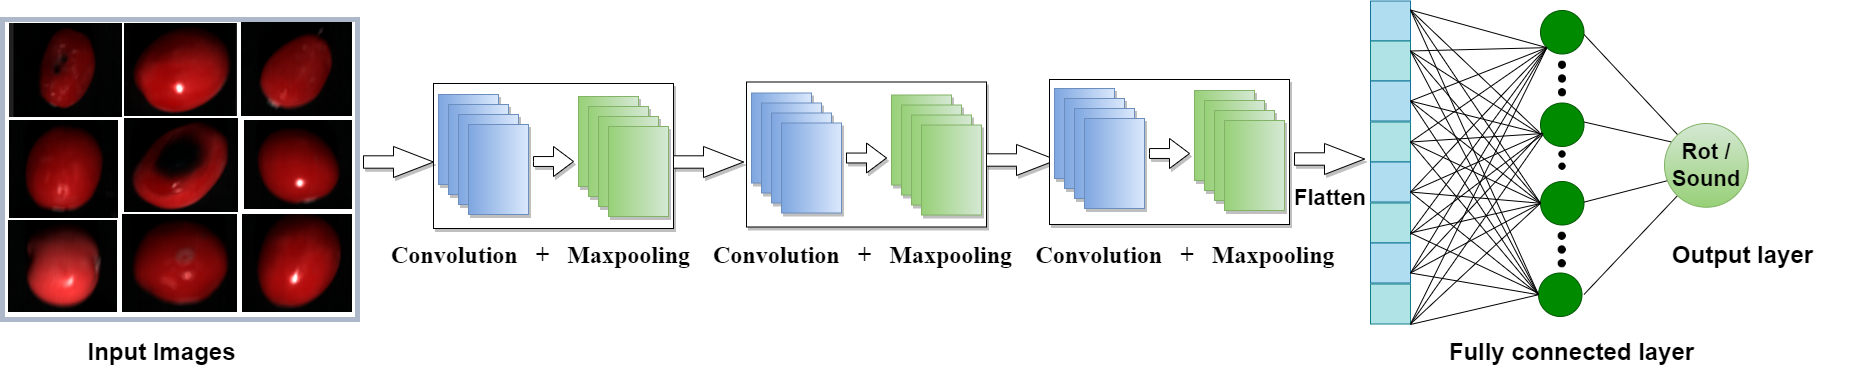 Rot /
Sound
Flatten
Convolution + Maxpooling Convolution + Maxpooling Convolution + Maxpooling
Output layer
Input Images
Fully connected layer